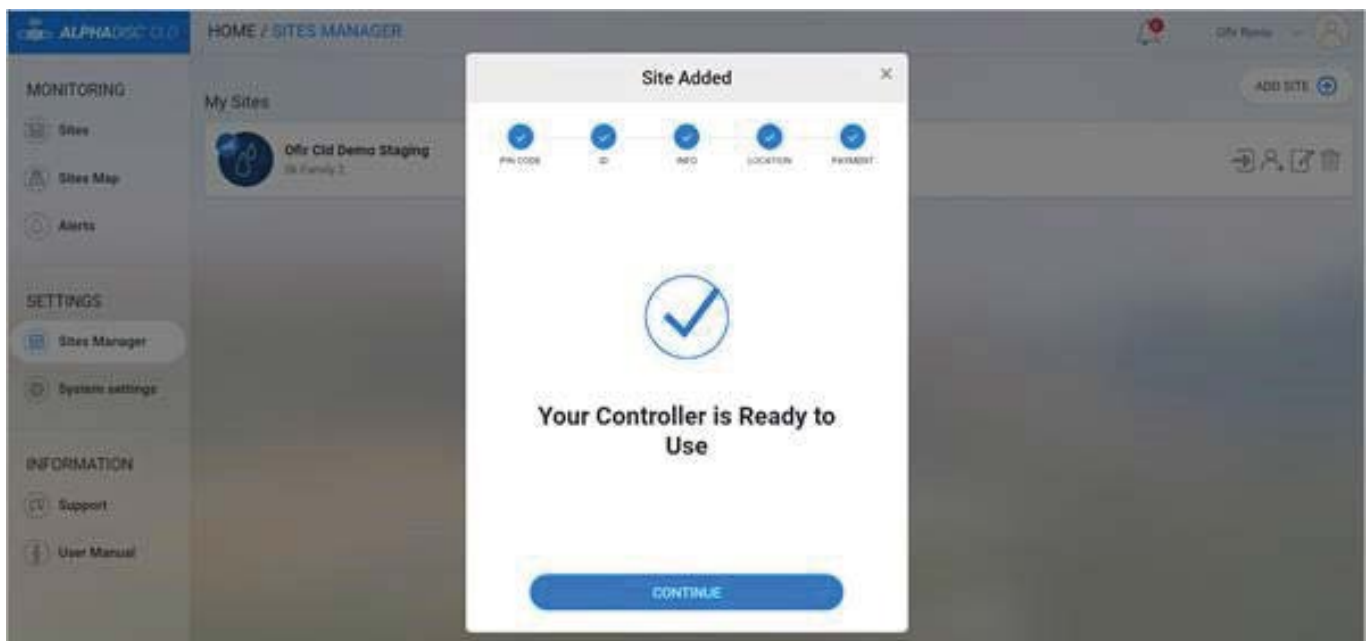 ALPHADISC CLD
HOME / SITES MANAGER
MONITORING
Sites
Sites Map
Alerts
SETTINGS
Sites Manager
System settings
INFORMATION
Support
User Manual
My Sites
ADD SITE
Ofir Cld Demo Staging
Family 2
Site Added
PIN CODE
ID
INFO
LOCATION
PAYMENT
Your Controller is Ready to
Use
CONTINUE